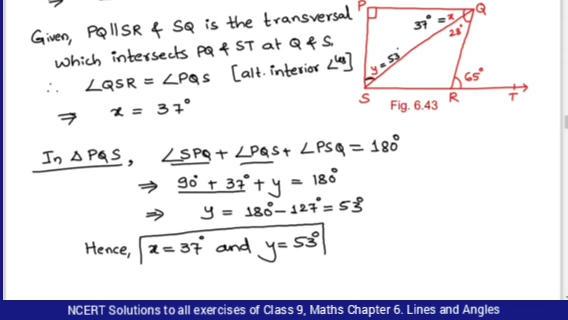 Given, PQ∥SR & SQ is the transversal
which intersects PQ & ST at Q & S.
∴ ∠QSR = ∠PQS [alt. interior ∠les]
⇒ x = 37°
In △PQS, ∠SPQ + ∠PQS + ∠PSQ = 180°
⇒ 90° + 37° + y = 180°
⇒ y = 180° - 127° = 53°
Hence, x = 37° and y = 53°
P
Q
37° = x
28°
y = 53°
65°
S
R
T
Fig. 6.43
NCERT Solutions to all exercises of Class 9, Maths Chapter 6. Lines and Angles